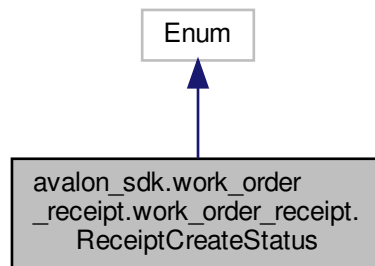 Enum
avalon_sdk.work_order
_receipt.work_order_receipt.
ReceiptCreateStatus